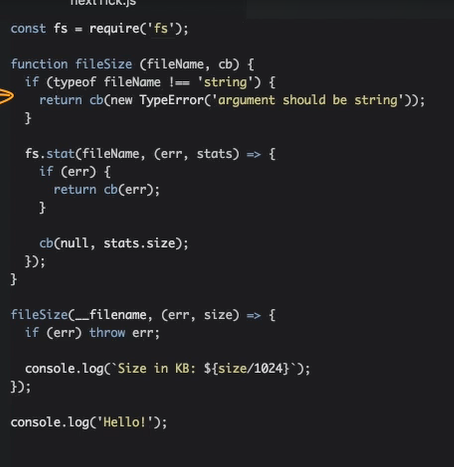 nextTick.js
const fs = require('fs');
function fileSize (fileName, cb) {
if (typeof fileName !== 'string') {
return cb(new TypeError('argument should be string'));
}
fs.stat(fileName, (err, stats) => {
if (err) {
return cb(err);
}
cb(null, stats.size);
});
}
fileSize(__filename, (err, size) => {
if (err) throw err;
console.log(`Size in KB: ${size/1024}`);
});
console.log('Hello!');